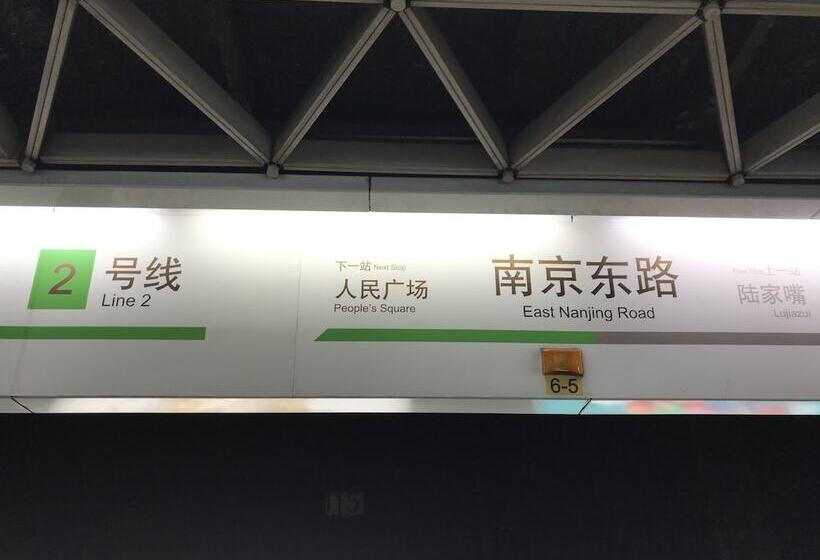 2 号线
Line 2
下一站 Next Stop
人民广场
People's Square
南京东路
East Nanjing Road
上一站
陆家嘴
Lujiazui
6-5